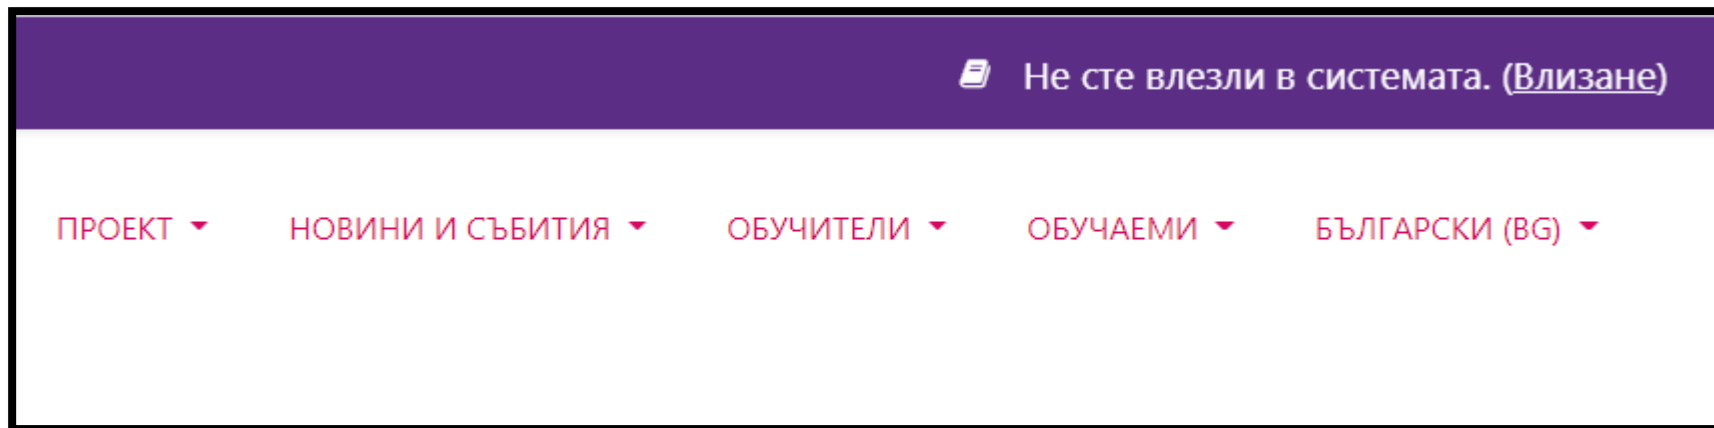 Не сте влезли в системата. (Влизане)
ПРОЕКТ НОВИНИ И СЪБИТИЯ ОБУЧИТЕЛИ ОБУЧАЕМИ БЪЛГАРСКИ (BG)